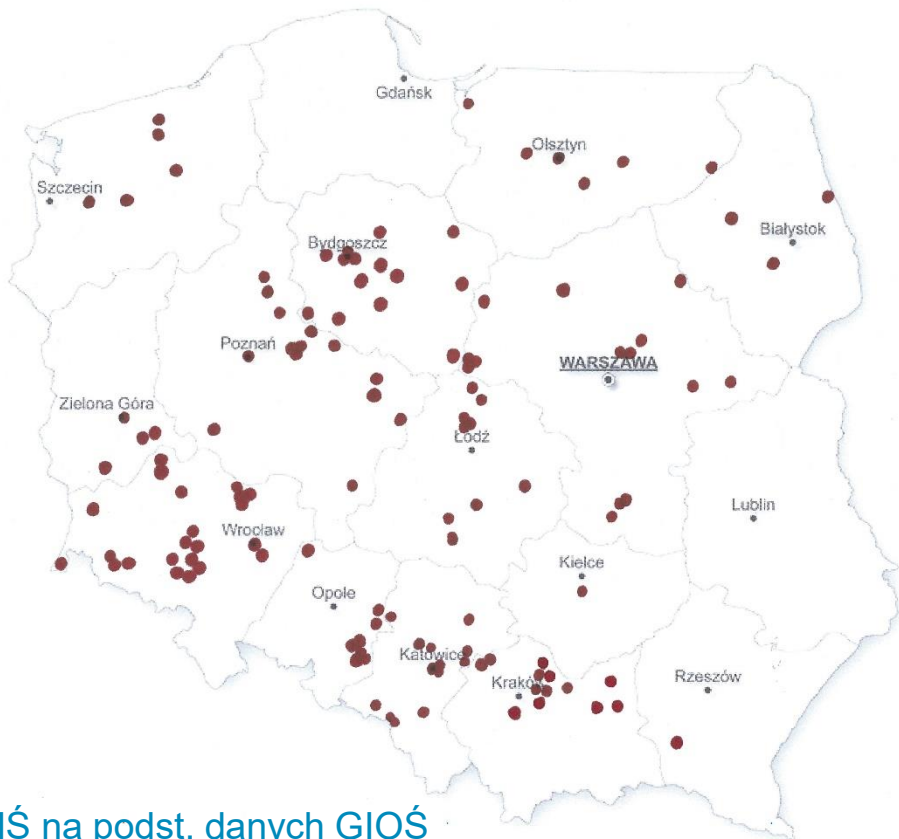 Gdańsk
Olsztyn
Szczecin
Białystok
Bydgoszcz
Poznań
WARSZAWA
Zielona Góra
Łódź
Lublin
Wrocław
Kielce
Opole
Katowice
Kraków
Rzeszów
IŚ na podst. danych GIOŚ